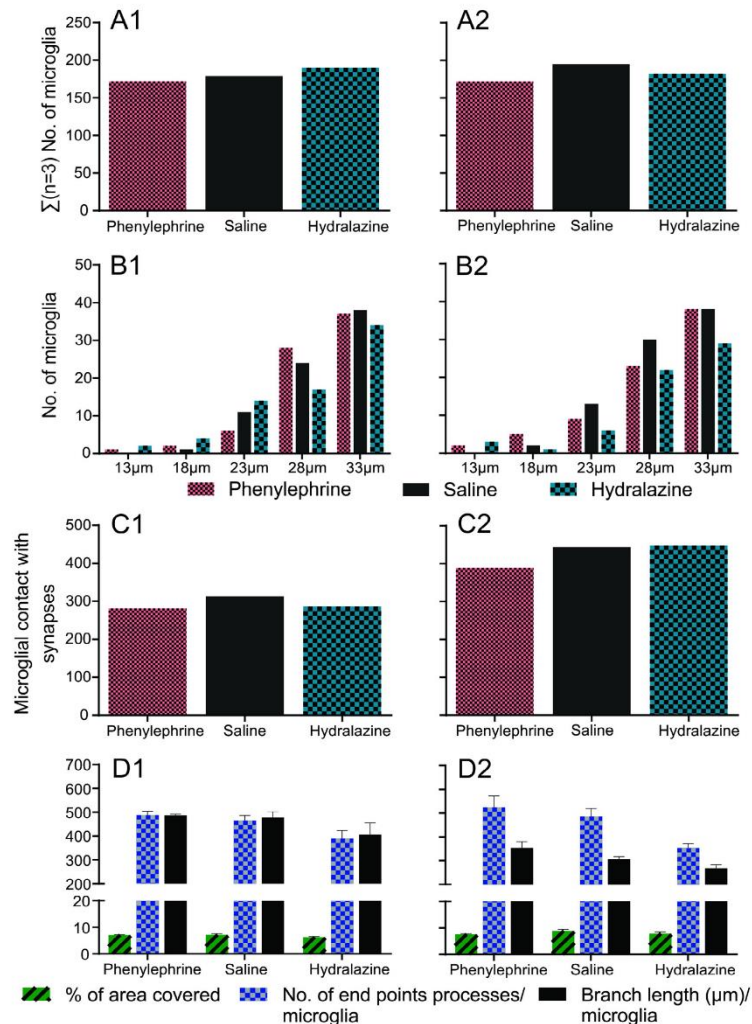 A1
A2
Σ(n=3) No. of microglia
250
200
150
100
50
0
Phenylephrine Saline Hydralazine
Phenylephrine Saline Hydralazine
B1
B2
No. of microglia
50
40
30
20
10
0
13µm 18µm 23µm 28µm 33µm
13µm 18µm 23µm 28µm 33µm
Phenylephrine Saline Hydralazine
C1
C2
Microglial contact with
synapses
500
400
300
200
100
0
Phenylephrine Saline Hydralazine
Phenylephrine Saline Hydralazine
D1
D2
700
600
500
400
300
200
20
10
0
Phenylephrine Saline Hydralazine
Phenylephrine Saline Hydralazine
% of area covered
No. of end points processes/
microglia
Branch length (µm)/
microglia